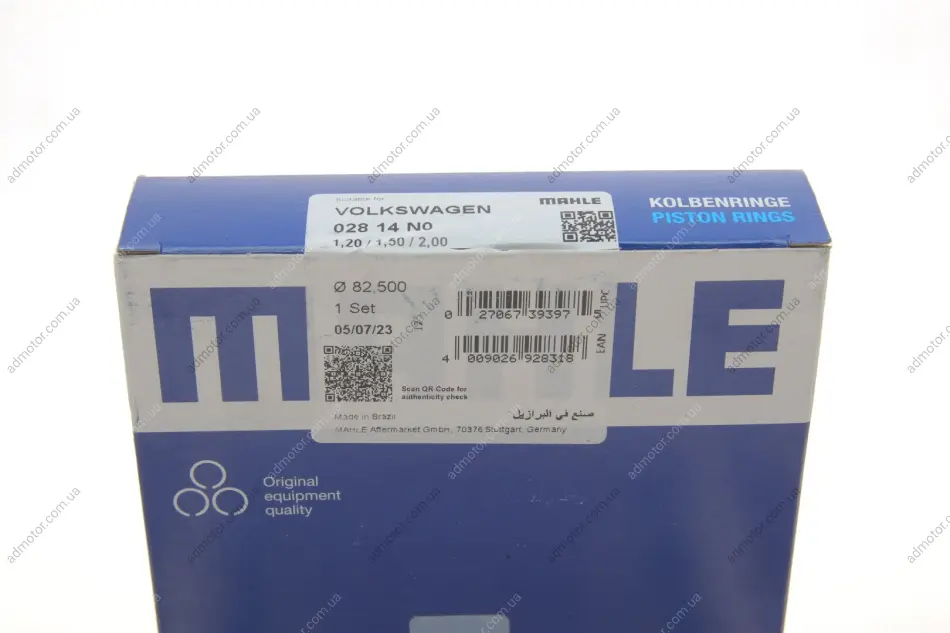 Suitable for
VOLKSWAGEN
028 14 N0
1,20 / 1,50 / 2,00
MAHLE
KOLBENRINGE
PISTON RINGS
Ø 82,500
1 Set
05/07/23
0 27067 39397
UPC
4 009026 928318
EAN
Scan QR-Code for
authenticity check
Made in Brazil
صنع في البرازيل
MAHLE Aftermarket GmbH, 70376 Stuttgart, Germany
MAHLE
Original
equipment
quality
admotor.com.ua